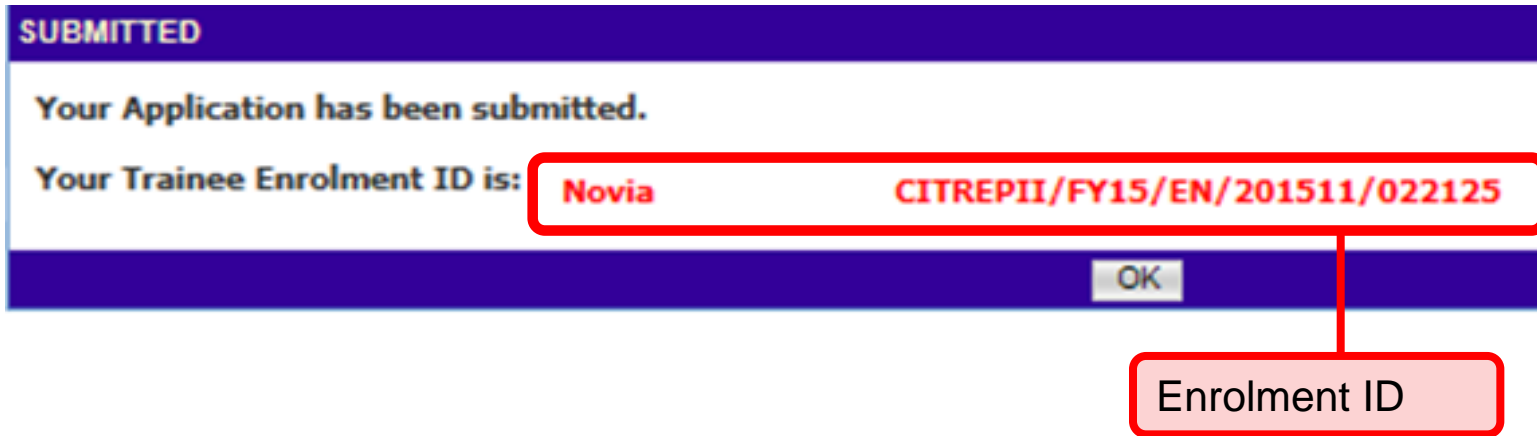 SUBMITTED
Your Application has been submitted.
Your Trainee Enrolment ID is: Novia CITREPII/FY15/EN/201511/022125
OK
Enrolment ID